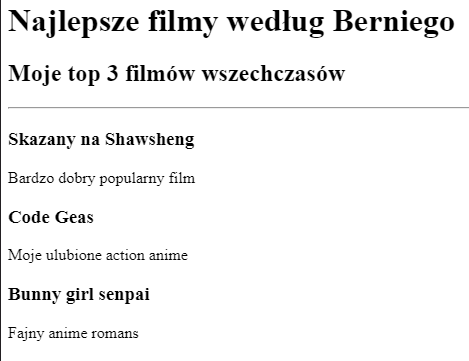 Najlepsze filmy według Berniego
Moje top 3 filmów wszechczasów
Skazany na Shawsheng
Bardzo dobry popularny film
Code Geas
Moje ulubione action anime
Bunny girl senpai
Fajny anime romans